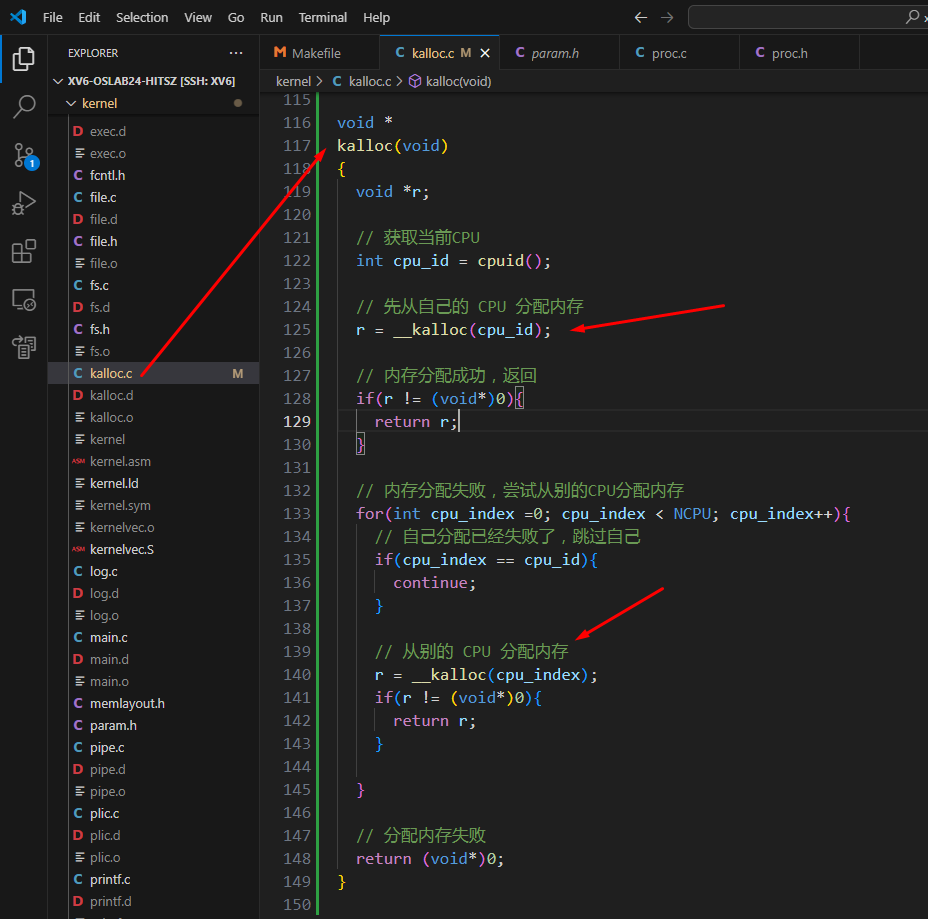 File Edit Selection View Go Run Terminal Help
EXPLORER
XV6-OSLAB24-HITSZ [SSH: XV6]
kernel
exec.d
exec.o
fcntl.h
file.c
file.d
file.h
file.o
fs.c
fs.d
fs.h
fs.o
kalloc.c M
kalloc.d
kalloc.o
kernel
kernel.asm
kernel.ld
kernel.sym
kernelvec.o
kernelvec.S
log.c
log.d
log.o
main.c
main.d
main.o
memlayout.h
param.h
pipe.c
pipe.d
pipe.o
plic.c
plic.d
plic.o
printf.c
printf.d
1
Makefile kalloc.c M param.h proc.c proc.h
kernel > kalloc.c > kalloc(void)
115
116 void *
117 kalloc(void)
118 {
119 void *r;
120
121 // 获取当前CPU
122 int cpu_id = cpuid();
123
124 // 先从自己的 CPU 分配内存
125 r = __kalloc(cpu_id);
126
127 // 内存分配成功，返回
128 if(r != (void*)0){
129 return r;
130 }
131
132 // 内存分配失败，尝试从别的CPU分配内存
133 for(int cpu_index =0; cpu_index < NCPU; cpu_index++){
134 // 自己分配已经失败了，跳过自己
135 if(cpu_index == cpu_id){
136 continue;
137 }
138
139 // 从别的 CPU 分配内存
140 r = __kalloc(cpu_index);
141 if(r != (void*)0){
142 return r;
143 }
144
145 }
146
147 // 分配内存失败
148 return (void*)0;
149 }
150